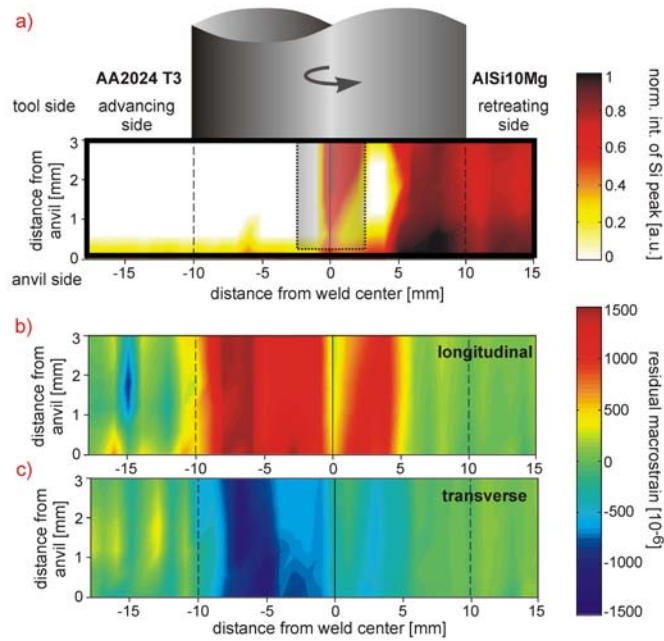 a)
AA2024 T3
AlSi10Mg
tool side
advancing side
retreating side
distance from anvil [mm]
3
2
1
0
anvil side
-15 -10 -5 0 5 10 15
distance from weld center [mm]
1
0.8
0.6
0.4
0.2
0
norm. int. of Si peak [a.u.]
b)
longitudinal
distance from anvil [mm]
3
2
1
0
-15 -10 -5 0 5 10 15
c)
transverse
distance from anvil [mm]
3
2
1
0
-15 -10 -5 0 5 10 15
distance from weld center [mm]
1500
1000
500
0
-500
-1000
-1500
residual macrostrain [10-6]